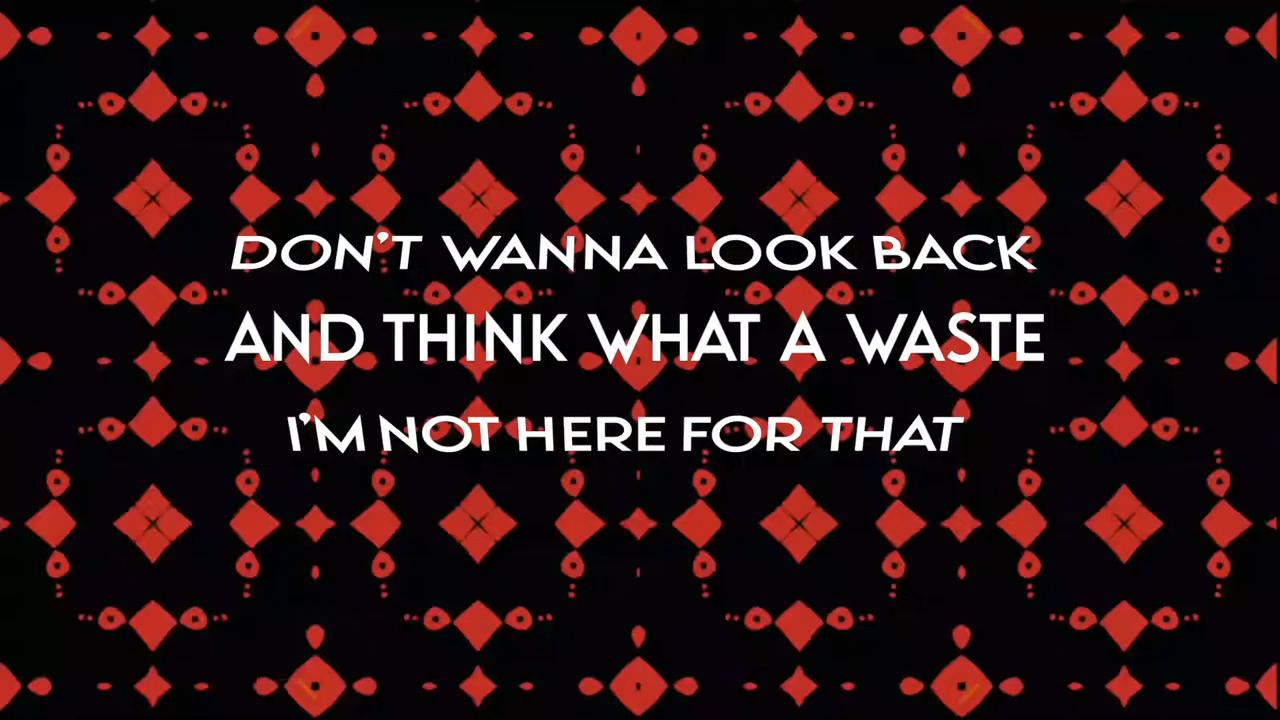 DON'T WANNA LOOK BACK
AND THINK WHAT A WASTE
I'M NOT HERE FOR THAT